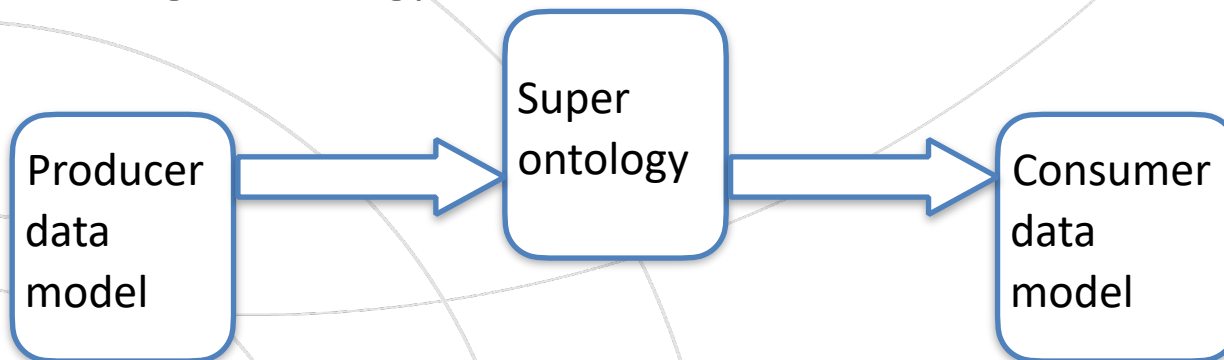 Super
ontology
Producer
data
model
Consumer
data
model